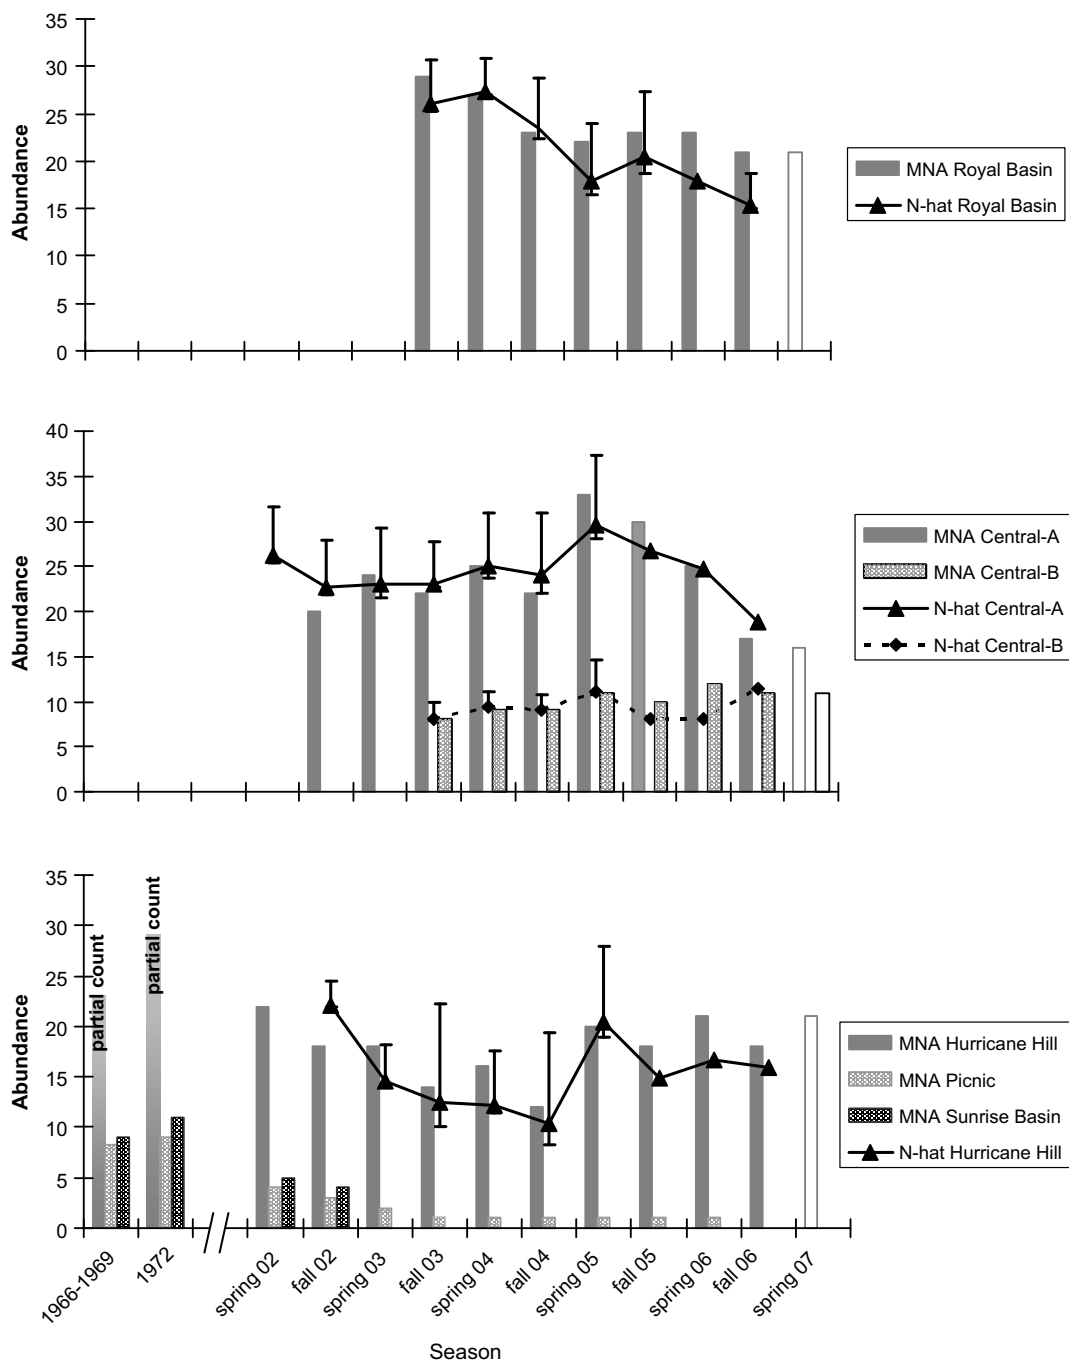 35
30
25
20
15
10
5
0
Abundance
MNA Royal Basin
N-hat Royal Basin
40
35
30
25
20
15
10
5
0
Abundance
MNA Central-A
MNA Central-B
N-hat Central-A
N-hat Central-B
35
30
25
20
15
10
5
0
Abundance
partial count
partial count
MNA Hurricane Hill
MNA Picnic
MNA Sunrise Basin
N-hat Hurricane Hill
1966-1969
1972
spring 02
fall 02
spring 03
fall 03
spring 04
fall 04
spring 05
fall 05
spring 06
fall 06
spring 07
Season